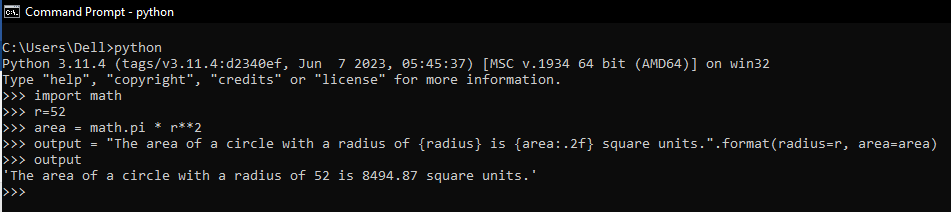 Command Prompt - python
C:\Users\Dell>python
Python 3.11.4 (tags/v3.11.4:d2340ef, Jun  7 2023, 05:45:37) [MSC v.1934 64 bit (AMD64)] on win32
Type "help", "copyright", "credits" or "license" for more information.
>>> import math
>>> r=52
>>> area = math.pi * r**2
>>> output = "The area of a circle with a radius of {radius} is {area:.2f} square units.".format(radius=r, area=area)
>>> output
'The area of a circle with a radius of 52 is 8494.87 square units.'
>>>